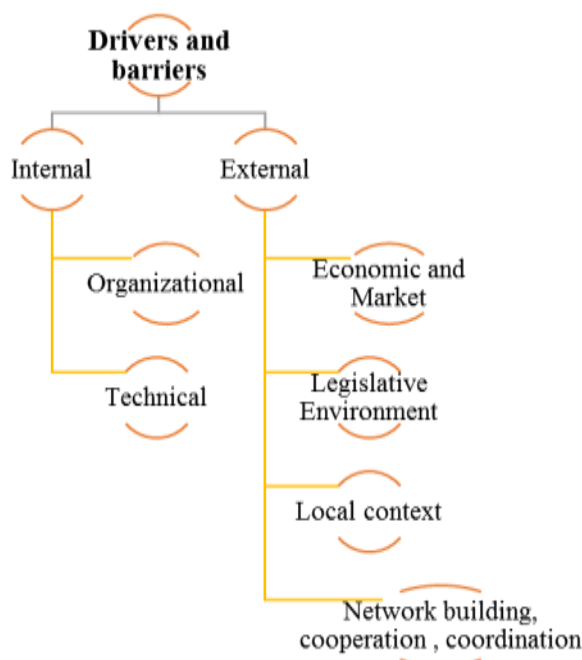 Drivers and
barriers
Internal
External
Organizational
Economic and
Market
Technical
Legislative
Environment
Local context
Network building,
cooperation , coordination